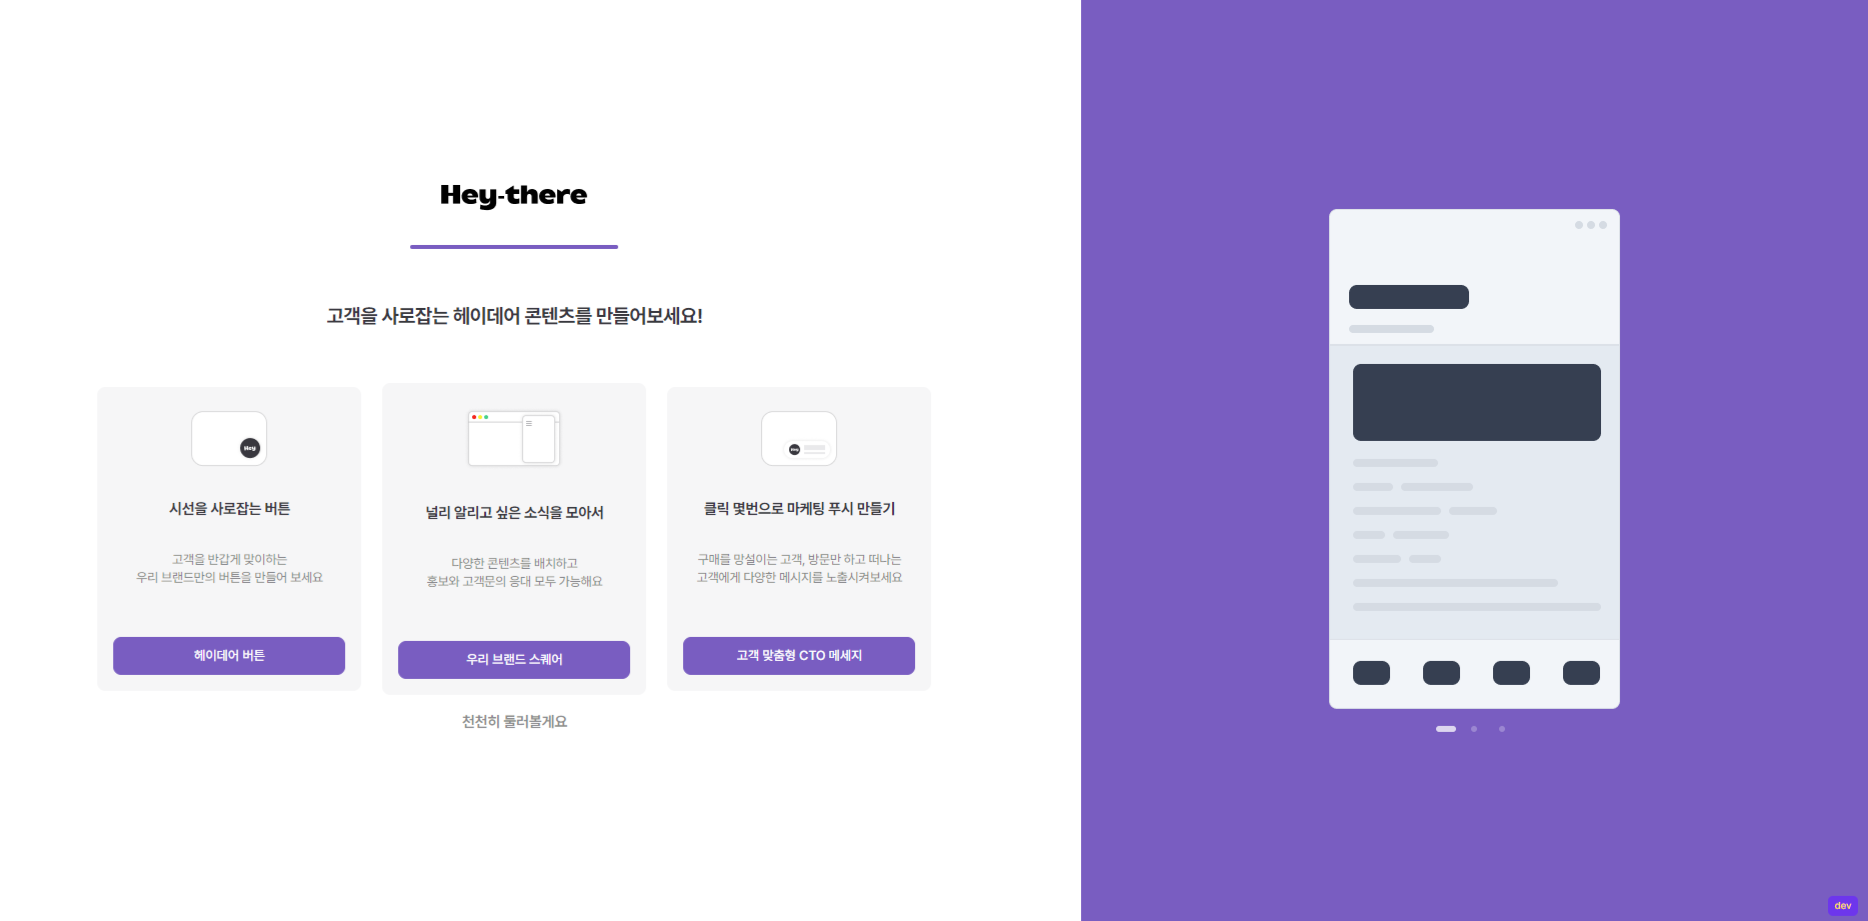 Hey-there
고객을 사로잡는 헤이데어 콘텐츠를 만들어보세요!
Hey
시선을 사로잡는 버튼
고객을 반갑게 맞이하는
우리 브랜드만의 버튼을 만들어 보세요
헤이데어 버튼
널리 알리고 싶은 소식을 모아서
다양한 콘텐츠를 배치하고
홍보와 고객문의 응대 모두 가능해요
우리 브랜드 스퀘어
Hey
클릭 몇번으로 마케팅 푸시 만들기
구매를 망설이는 고객, 방문만 하고 떠나는
고객에게 다양한 메시지를 노출시켜보세요
고객 맞춤형 CTO 메세지
천천히 둘러볼게요
dev